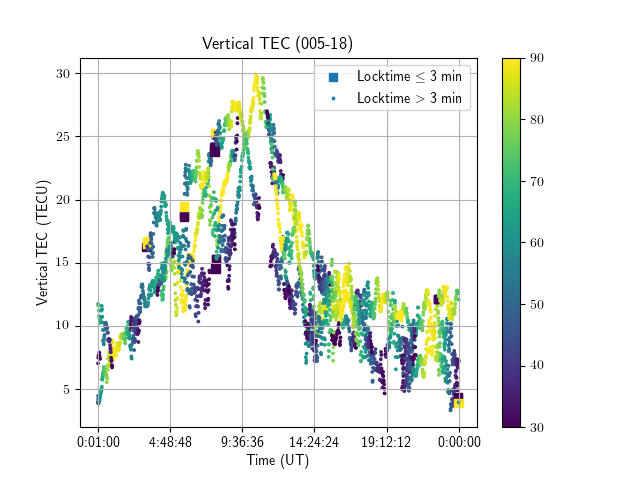 Vertical TEC (005-18)
Locktime ≤ 3 min
Locktime > 3 min
Vertical TEC (TECU)
30
25
20
15
10
5
0:01:00 4:48:48 9:36:36 14:24:24 19:12:12 0:00:00
Time (UT)
90
80
70
60
50
40
30